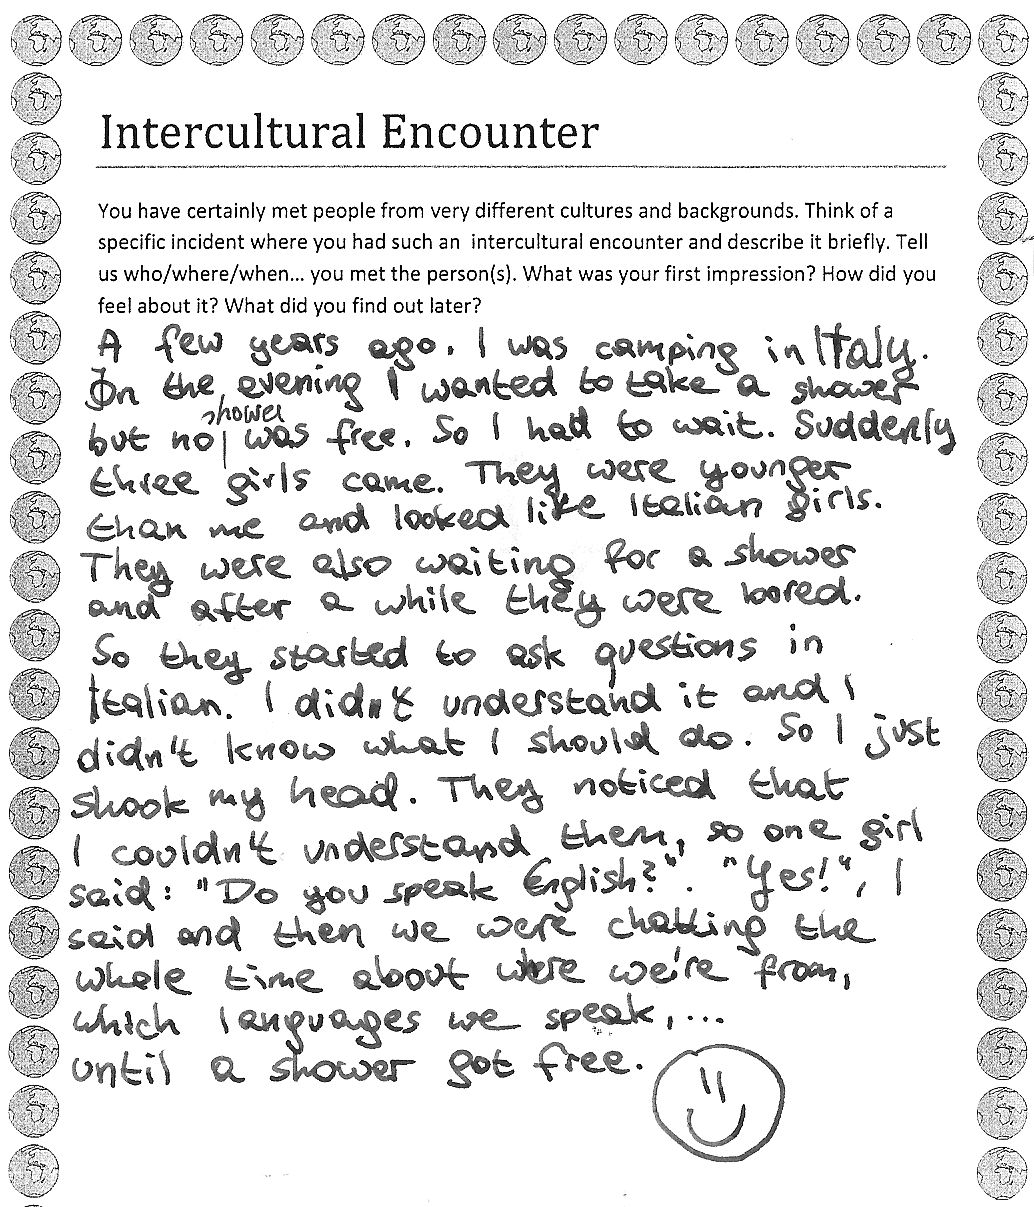 Intercultural Encounter
You have certainly met people from very different cultures and backgrounds. Think of a
specific incident where you had such an intercultural encounter and describe it briefly. Tell
us who/where/when... you met the person(s). What was your first impression? How did you
feel about it? What did you find out later?
A few years ago, I was camping in Italy.
In the evening I wanted to take a shower
shower
but no was free. So I had to wait. Suddenly
three girls came. They were younger
than me and looked like Italian girls.
They were also waiting for a shower
and after a while they were bored.
So they started to ask questions in
Italian. I didn't understand it and I
didn't know what I should do. So I just
shook my head. They noticed that
I couldn't understand them, so one girl
said: "Do you speak English?". "Yes!", I
said and then we were chatting the
whole time about where we're from,
which languages we speak,...
until a shower got free.